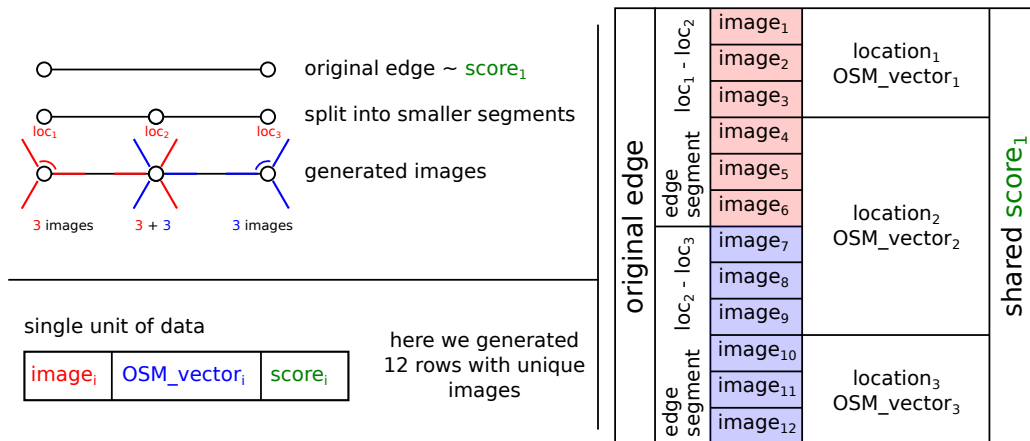 original edge ~ score₁
split into smaller segments
loc₁ loc₂ loc₃
generated images
3 images 3 + 3 3 images
single unit of data
imageᵢ OSM_vectorᵢ scoreᵢ
here we generated
12 rows with unique
images
original edge
edge segment loc₁ - loc₂
edge segment loc₂ - loc₃
image₁
image₂
image₃
image₄
image₅
image₆
image₇
image₈
image₉
image₁₀
image₁₁
image₁₂
location₁
OSM_vector₁
location₂
OSM_vector₂
location₃
OSM_vector₃
shared score₁